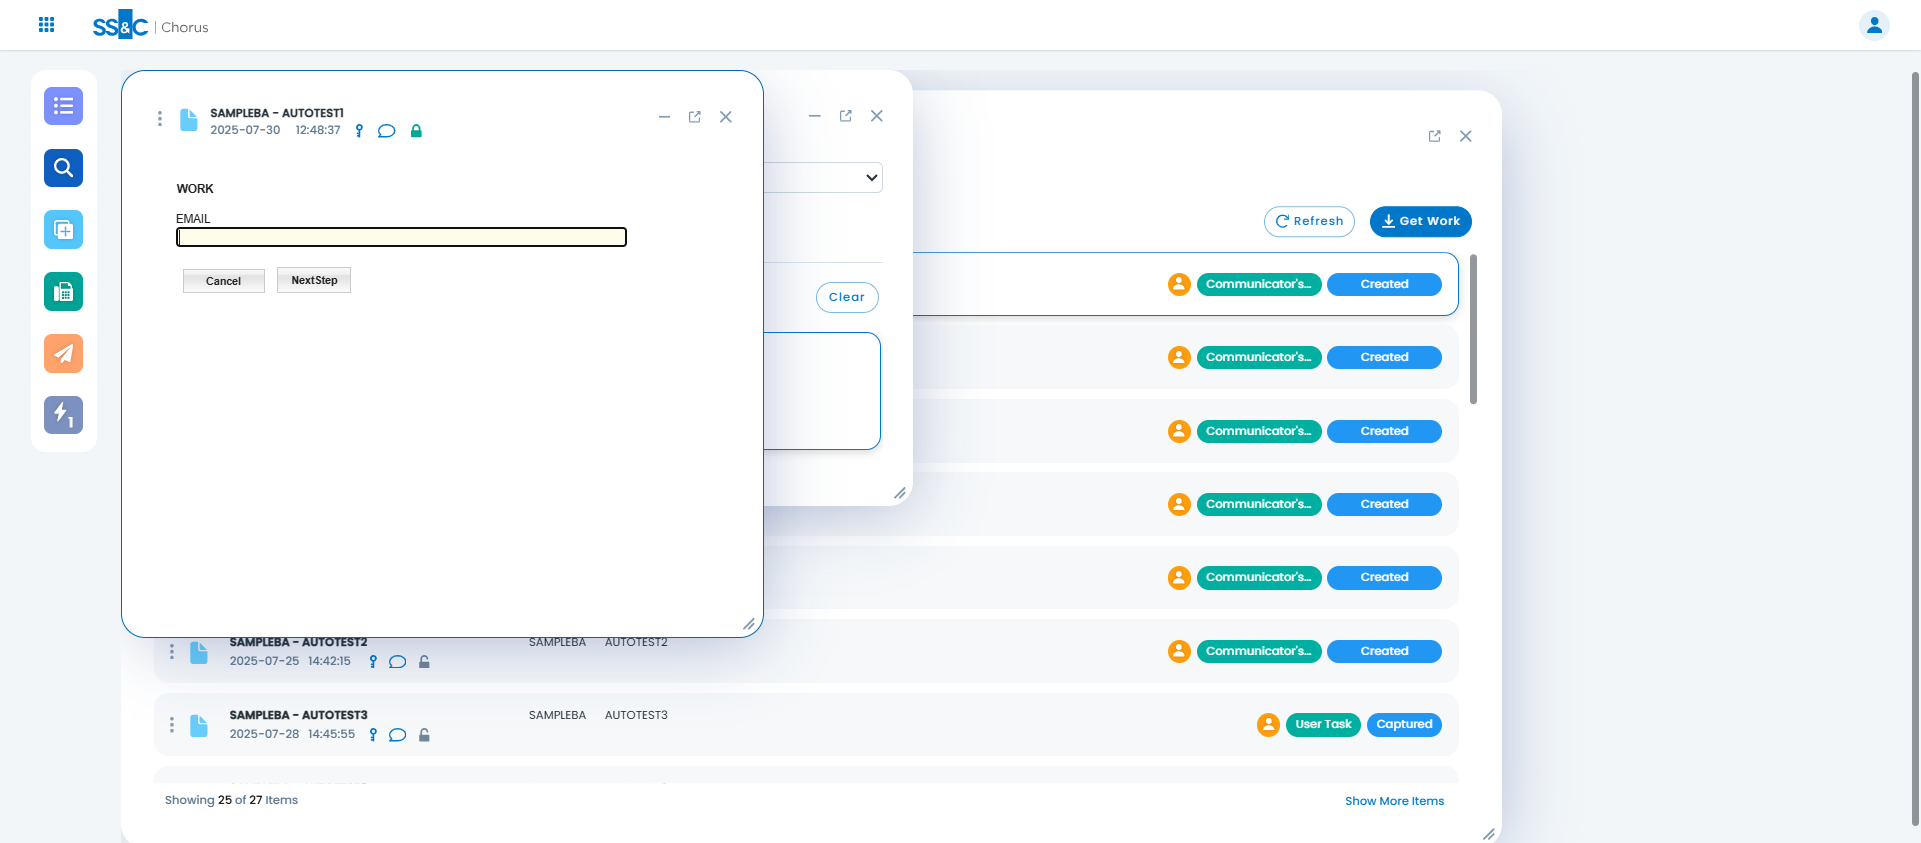 SS&C | Chorus
SAMPLEBA - AUTOTEST1
2025-07-30 12:48:37
WORK
EMAIL
Cancel NextStep
Clear
Refresh Get Work
Communicator's... Created
Communicator's... Created
Communicator's... Created
Communicator's... Created
Communicator's... Created
SAMPLEBA - AUTOTEST2 SAMPLEBA AUTOTEST2 Communicator's... Created
2025-07-25 14:42:15
SAMPLEBA - AUTOTEST3 SAMPLEBA AUTOTEST3 User Task Captured
2025-07-28 14:45:55
Showing 25 of 27 Items Show More Items
1